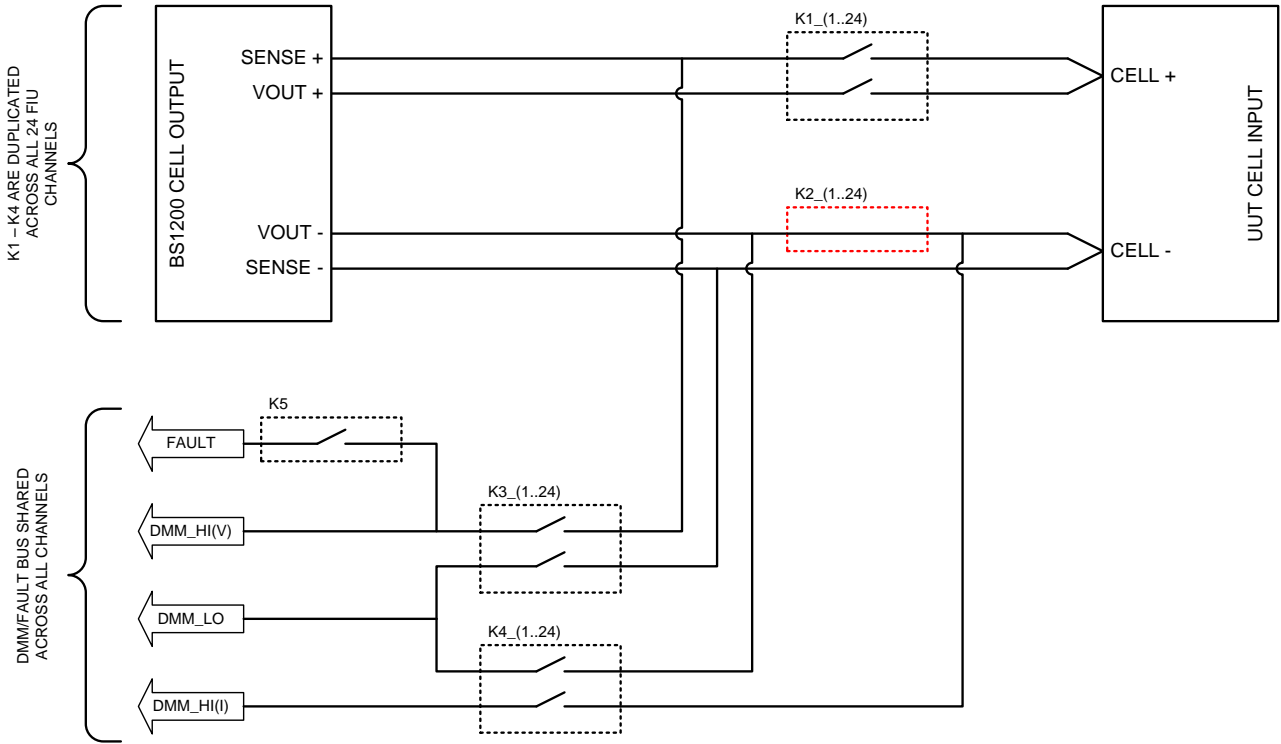 K1 – K4 ARE DUPLICATED
ACROSS ALL 24 FIU
CHANNELS
BS1200 CELL OUTPUT
SENSE +
VOUT +
VOUT -
SENSE -
K1_(1..24)
K2_(1..24)
CELL +
CELL -
UUT CELL INPUT
DMM/FAULT BUS SHARED
ACROSS ALL CHANNELS
K5
FAULT
DMM_HI(V)
DMM_LO
DMM_HI(I)
K3_(1..24)
K4_(1..24)